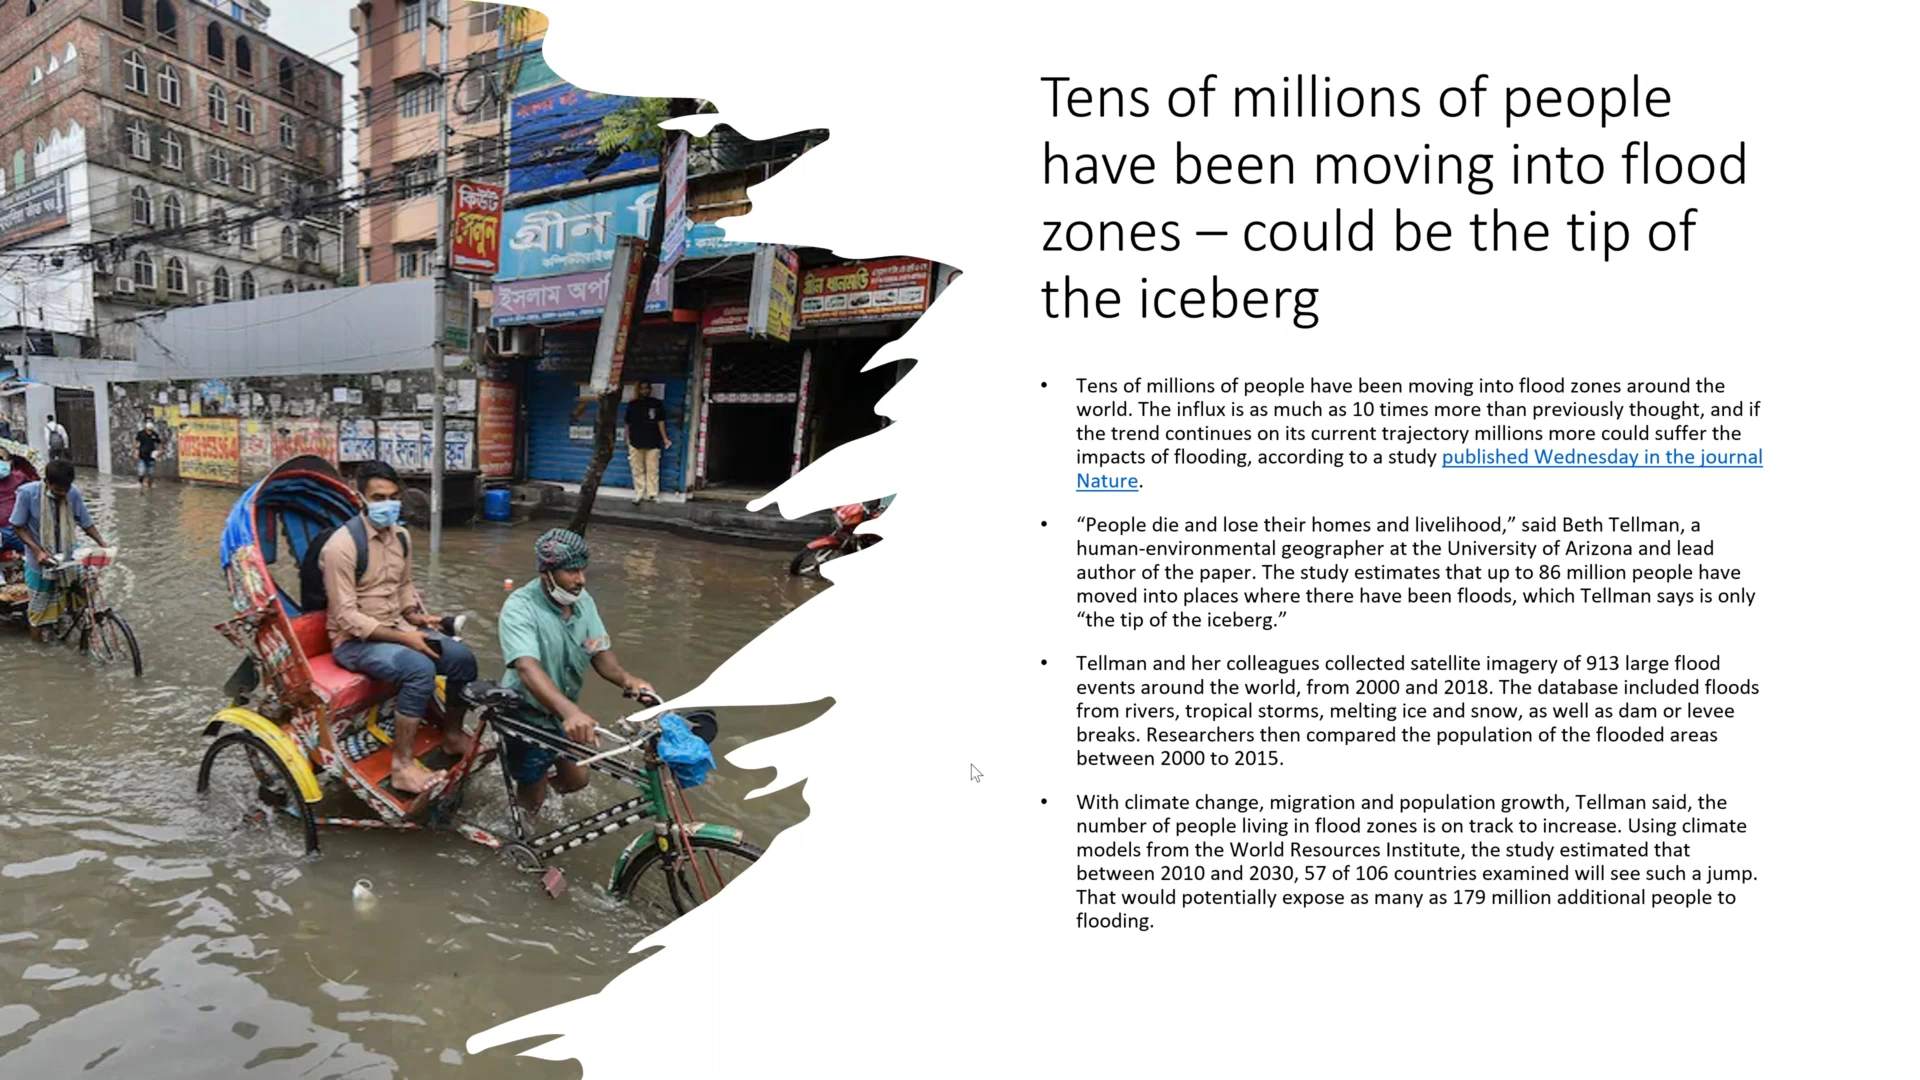 কিউট
সেলুন
গ্রীন
ইসলাম
গ্রীন ধানমন্ডি
Tens of millions of people
have been moving into flood
zones – could be the tip of
the iceberg
• Tens of millions of people have been moving into flood zones around the
world. The influx is as much as 10 times more than previously thought, and if
the trend continues on its current trajectory millions more could suffer the
impacts of flooding, according to a study published Wednesday in the journal
Nature.
• “People die and lose their homes and livelihood,” said Beth Tellman, a
human-environmental geographer at the University of Arizona and lead
author of the paper. The study estimates that up to 86 million people have
moved into places where there have been floods, which Tellman says is only
“the tip of the iceberg.”
• Tellman and her colleagues collected satellite imagery of 913 large flood
events around the world, from 2000 and 2018. The database included floods
from rivers, tropical storms, melting ice and snow, as well as dam or levee
breaks. Researchers then compared the population of the flooded areas
between 2000 to 2015.
• With climate change, migration and population growth, Tellman said, the
number of people living in flood zones is on track to increase. Using climate
models from the World Resources Institute, the study estimated that
between 2010 and 2030, 57 of 106 countries examined will see such a jump.
That would potentially expose as many as 179 million additional people to
flooding.